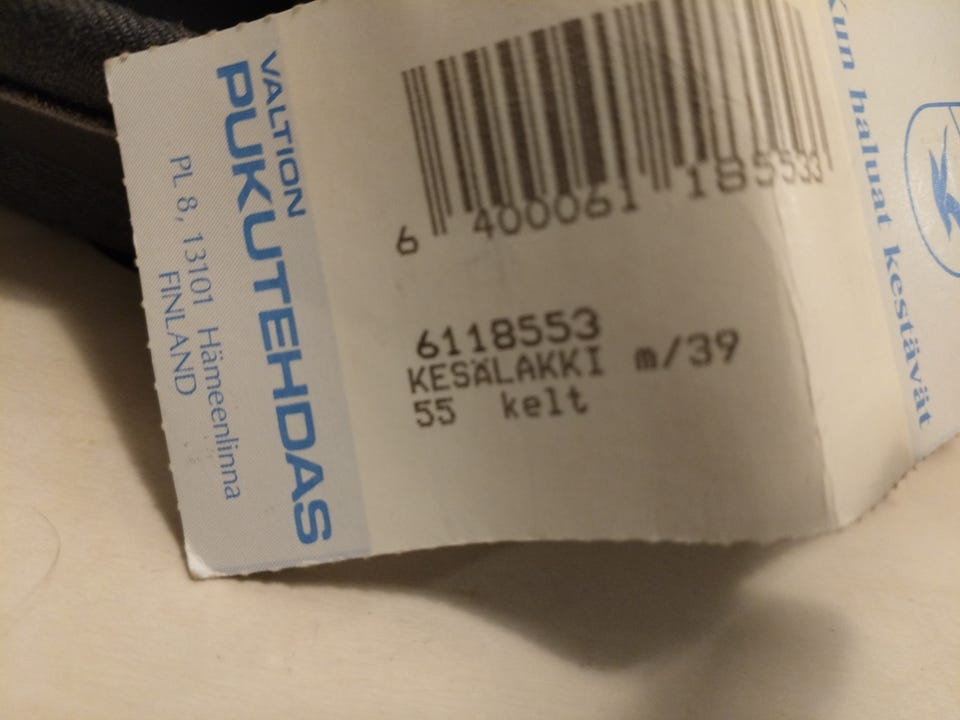 VALTION
PUKUTEHDAS
PL 8, 13101 Hämeenlinna
FINLAND
6 400061 185533
6118553
KESÄLAKKI m/39
55 kelt
Kun haluat kestävät